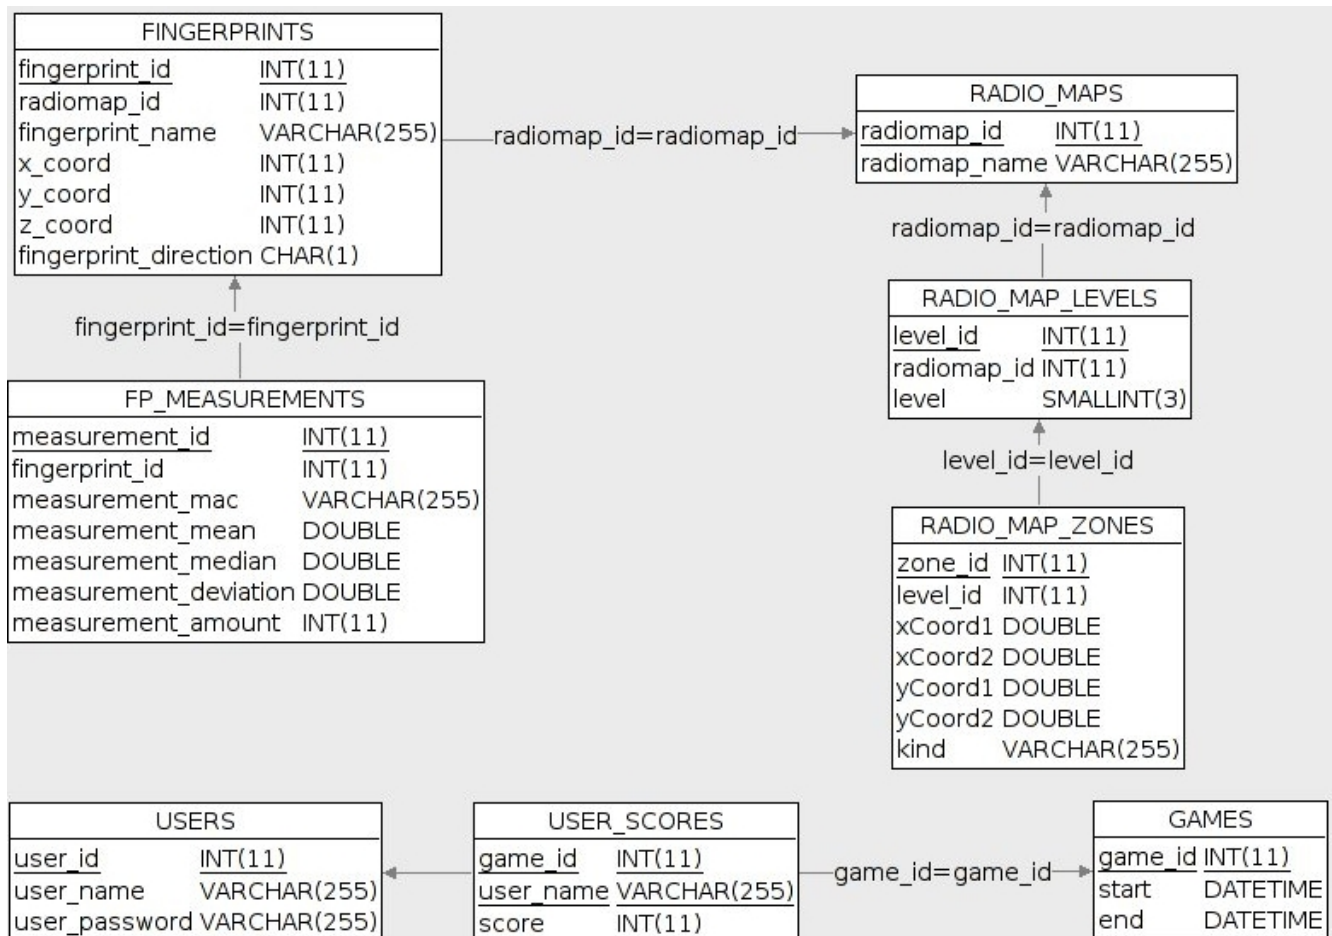 FINGERPRINTS
fingerprint_id INT(11)
radiomap_id INT(11)
fingerprint_name VARCHAR(255)
x_coord INT(11)
y_coord INT(11)
z_coord INT(11)
fingerprint_direction CHAR(1)
radiomap_id=radiomap_id
RADIO_MAPS
radiomap_id INT(11)
radiomap_name VARCHAR(255)
radiomap_id=radiomap_id
RADIO_MAP_LEVELS
level_id INT(11)
radiomap_id INT(11)
level SMALLINT(3)
fingerprint_id=fingerprint_id
FP_MEASUREMENTS
measurement_id INT(11)
fingerprint_id INT(11)
measurement_mac VARCHAR(255)
measurement_mean DOUBLE
measurement_median DOUBLE
measurement_deviation DOUBLE
measurement_amount INT(11)
level_id=level_id
RADIO_MAP_ZONES
zone_id INT(11)
level_id INT(11)
xCoord1 DOUBLE
xCoord2 DOUBLE
yCoord1 DOUBLE
yCoord2 DOUBLE
kind VARCHAR(255)
USERS
user_id INT(11)
user_name VARCHAR(255)
user_password VARCHAR(255)
USER_SCORES
game_id INT(11)
user_name VARCHAR(255)
score INT(11)
game_id=game_id
GAMES
game_id INT(11)
start DATETIME
end DATETIME